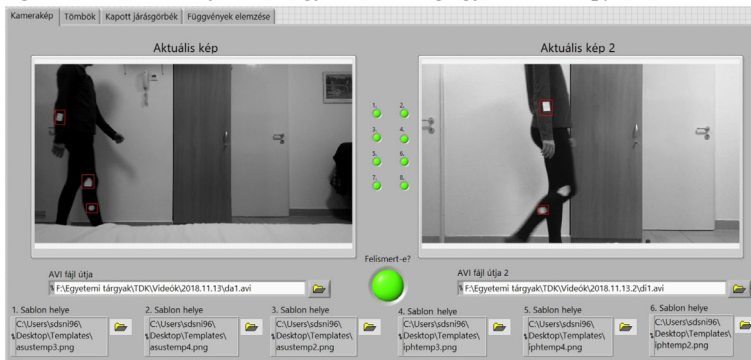 Kamerakép Tömbök Kapott járásgörbék Függvények elemzése
Aktuális kép
Aktuális kép 2
1. 2.
3. 4.
5. 6.
7. 8.
Felismert-e?
AVI fájl útja
F:\Egyetemi tárgyak\TDK\Videók\2018.11.13\da1.avi
AVI fájl útja 2
F:\Egyetemi tárgyak\TDK\Videók\2018.11.13.2\di1.avi
1. Sablon helye
C:\Users\sdsni96\
Desktop\Templates\
asustemp3.png
2. Sablon helye
C:\Users\sdsni96\
Desktop\Templates\
asustemp4.png
3. Sablon helye
C:\Users\sdsni96\
Desktop\Templates\
asustemp2.png
4. Sablon helye
C:\Users\sdsni96\
Desktop\Templates\
iphtemp3.png
5. Sablon helye
C:\Users\sdsni96\
Desktop\Templates\
iphtemp4.png
6. Sablon helye
C:\Users\sdsni96\
Desktop\Templates\
iphtemp2.png